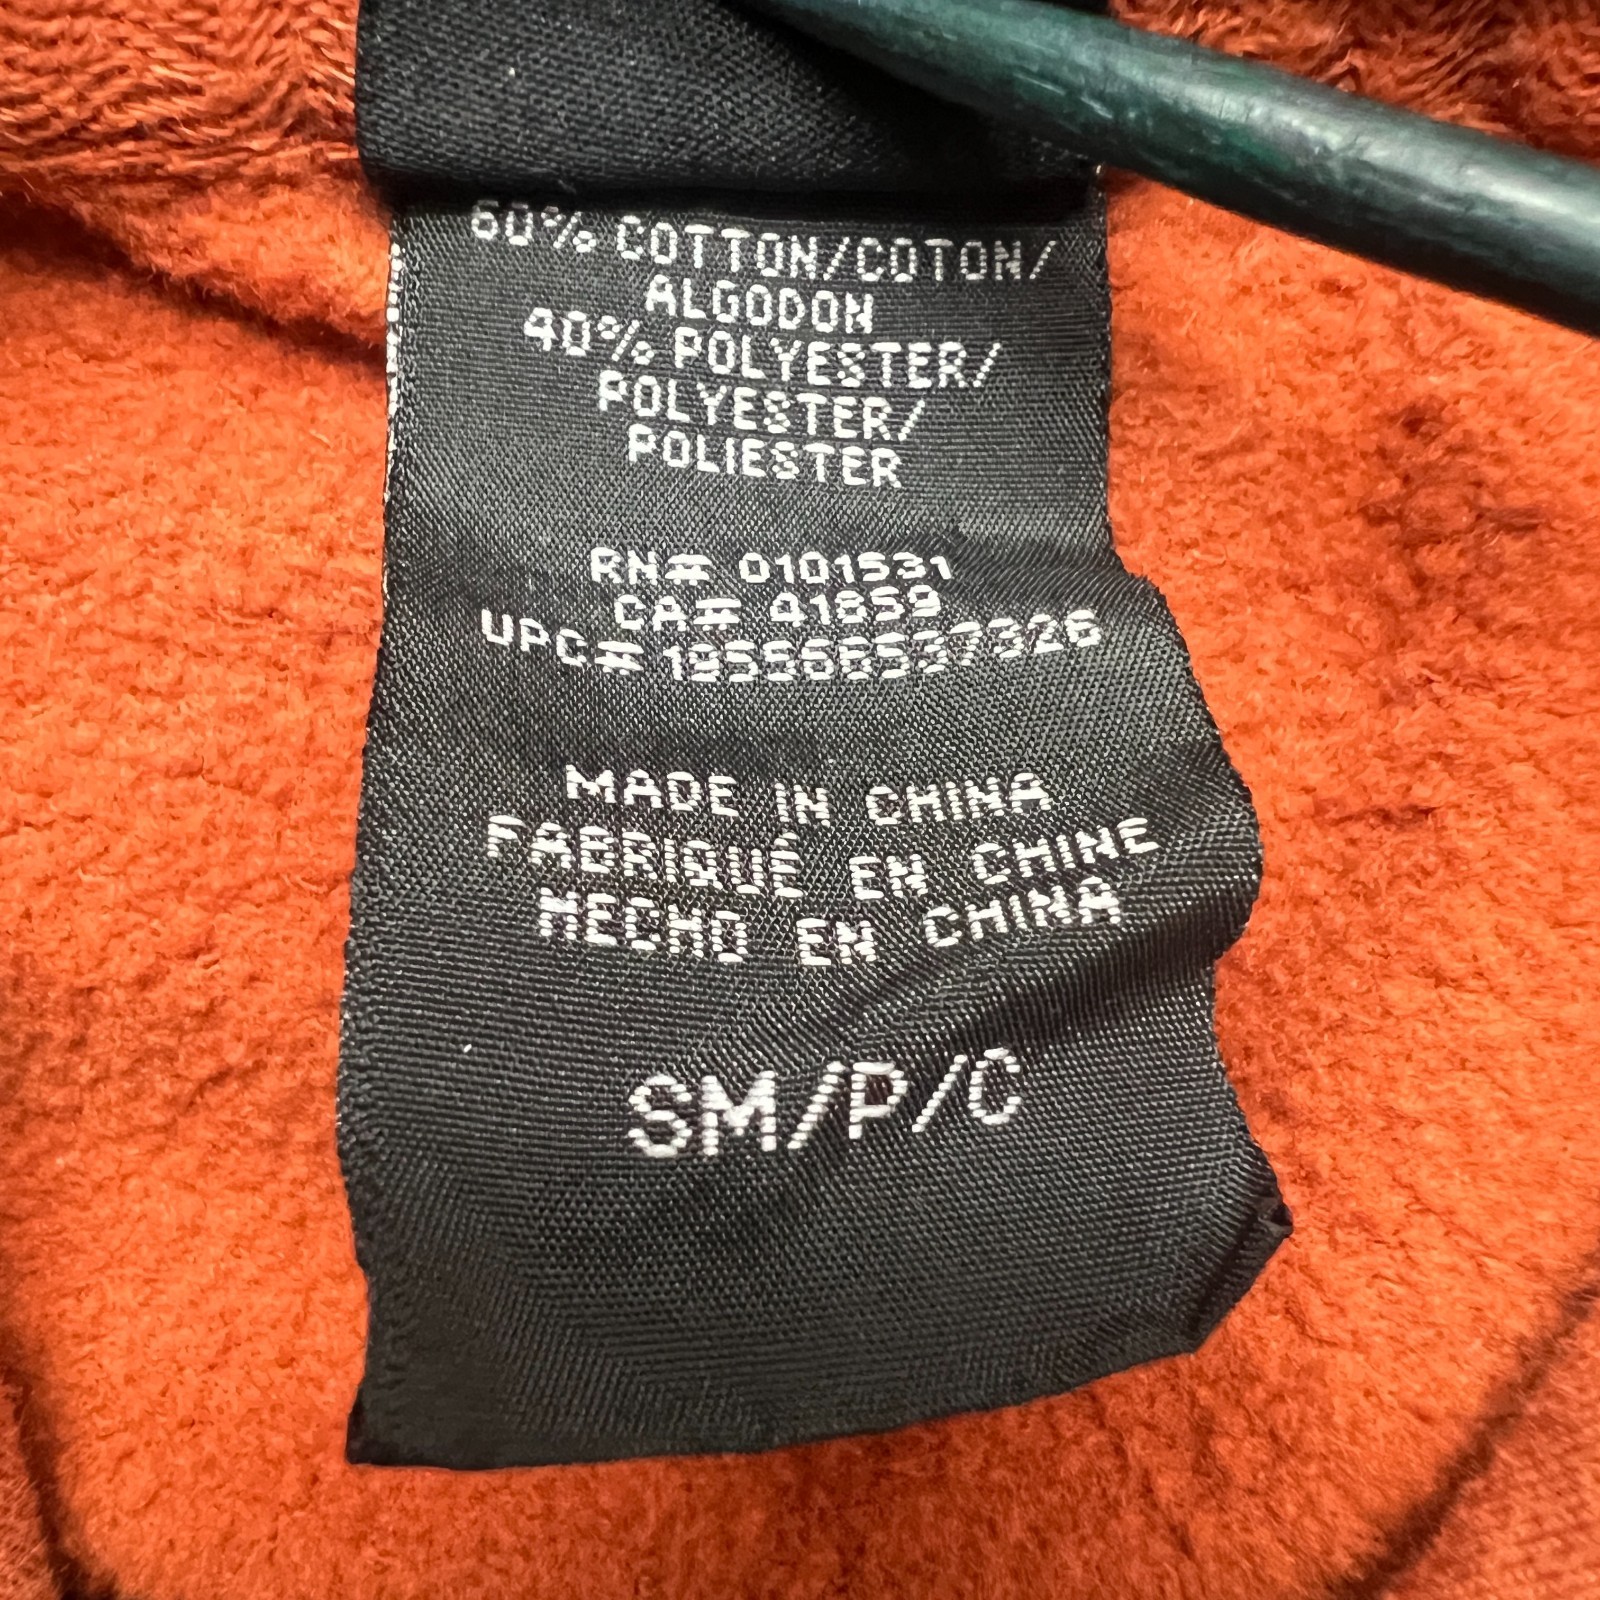 60% COTTON/COTON/
ALGODON
40% POLYESTER/
POLYESTER/
POLIESTER
RN# 0101531
CA# 41859
UPC# 195568537326
MADE IN CHINA
FABRIQUÉ EN CHINE
HECHO EN CHINA
SM/P/C